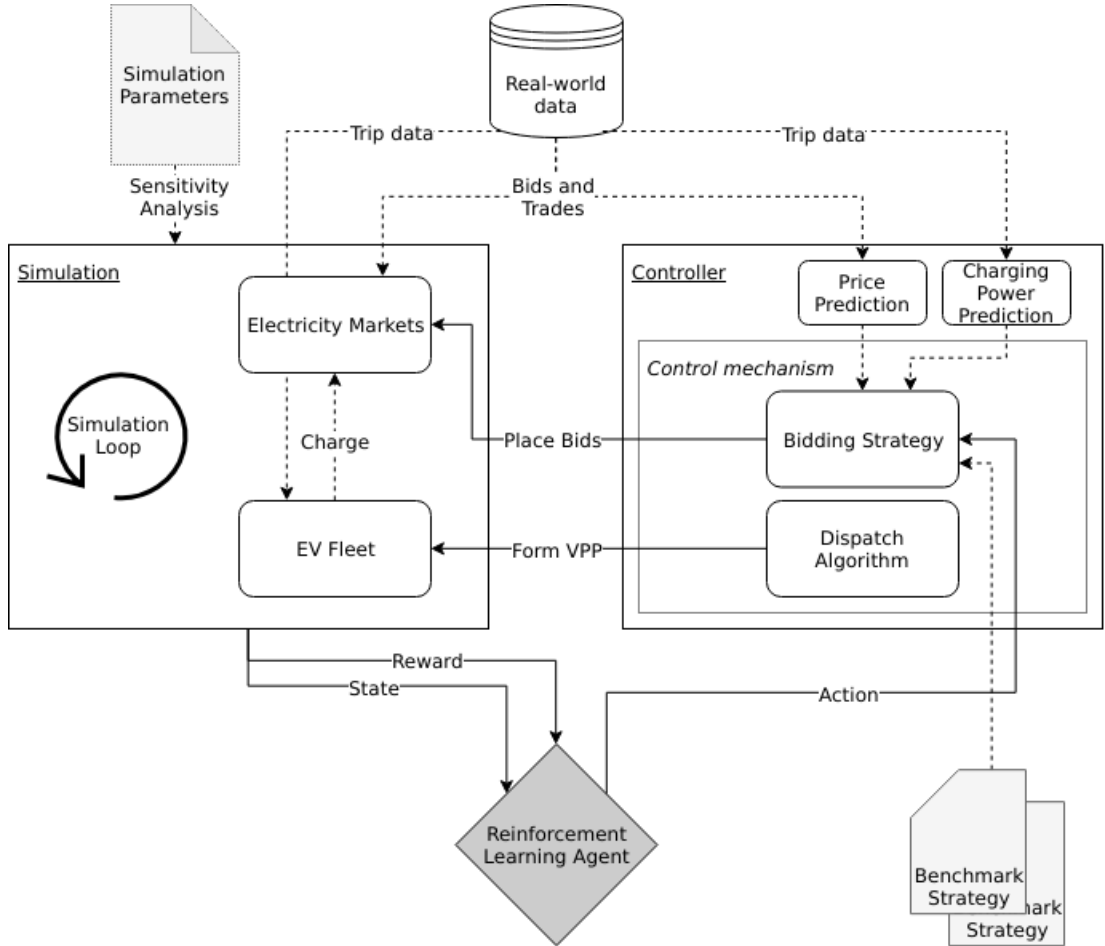 Simulation
Parameters
Real-world
data
Trip data
Trip data
Sensitivity
Analysis
Bids and
Trades
Simulation
Electricity Markets
Simulation
Loop
Charge
EV Fleet
Controller
Price
Prediction
Charging
Power
Prediction
Control mechanism
Bidding Strategy
Place Bids
Dispatch
Algorithm
Form VPP
Reward
State
Action
Reinforcement
Learning Agent
Benchmark
Strategy
mark
Strategy